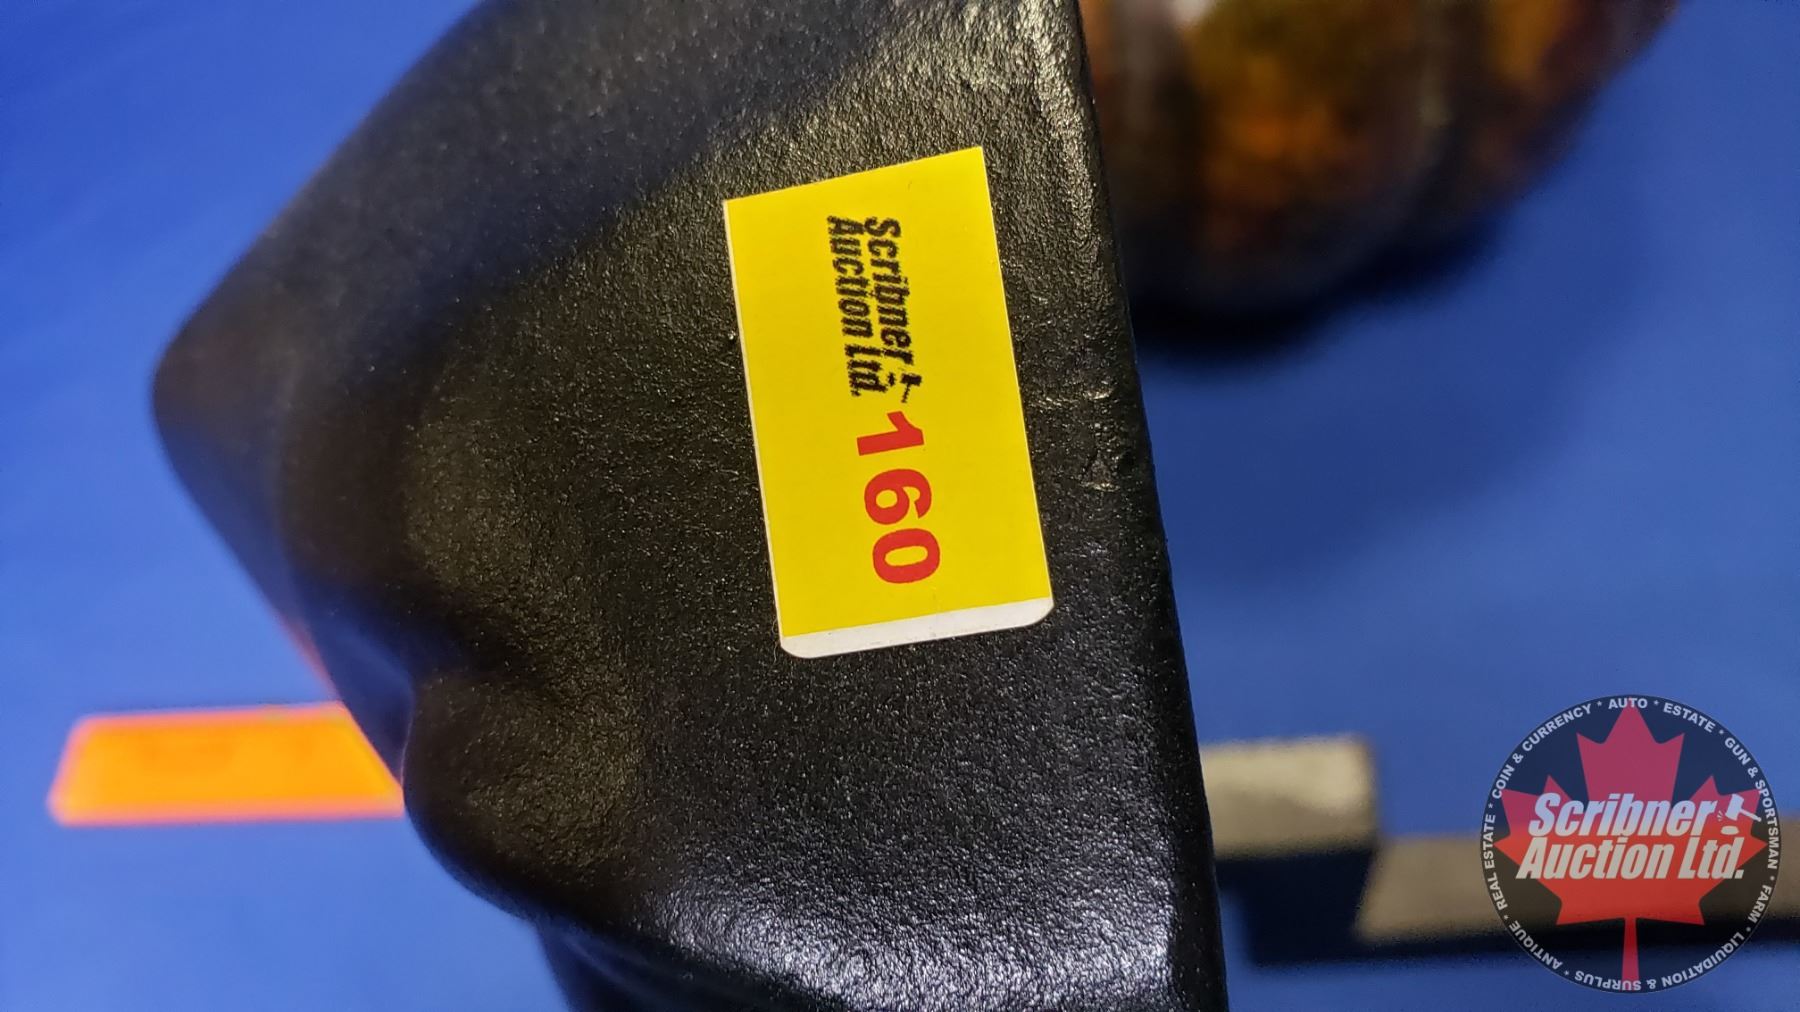 Scribner
Auction Ltd.
160
COIN & CURRENCY * AUTO * ESTATE * GUN & SPORTSMAN * FARM * LIQUIDATION & SURPLUS * ANTIQUE * REAL ESTATE *
Scribner
Auction Ltd.